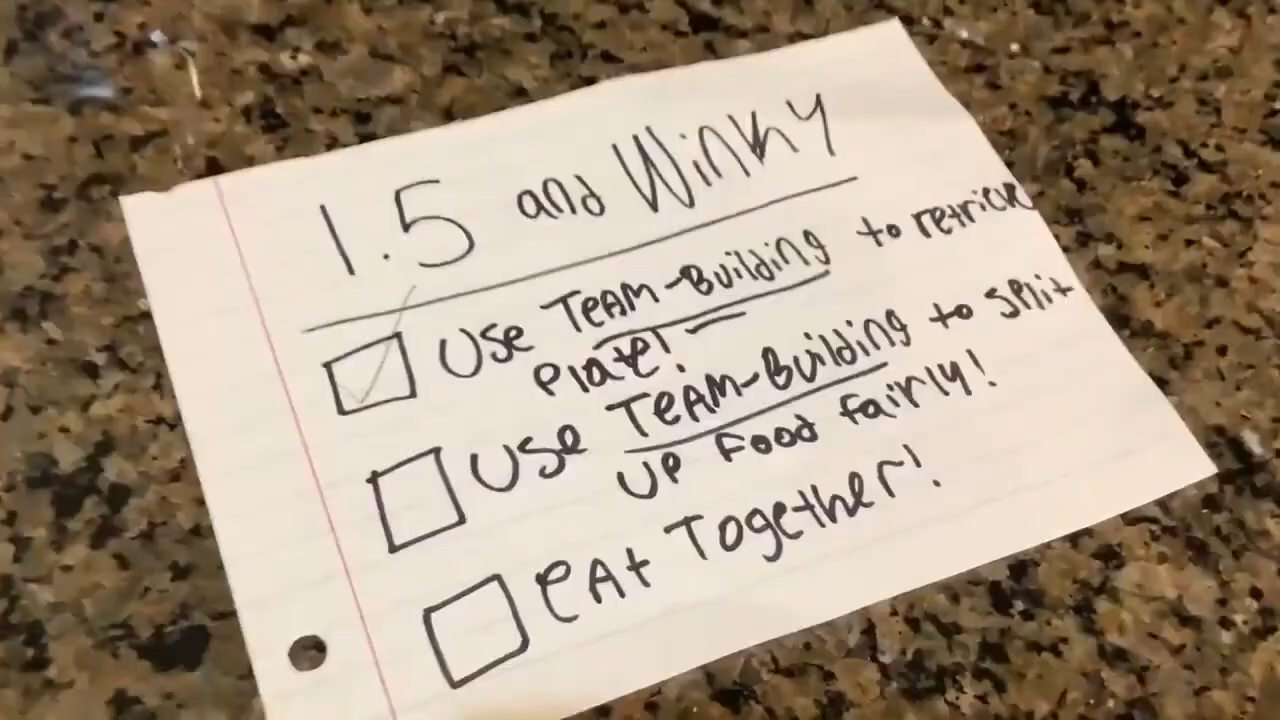 1.5 and Winky
Use TeAM-Building to retrieve
Plate!
Use TeAM-Building to split
up food fairly!
eAt Together!